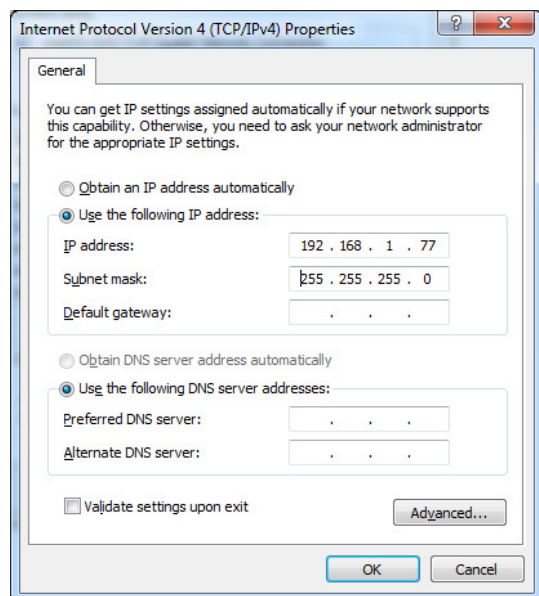 Internet Protocol Version 4 (TCP/IPv4) Properties
?
X
General
You can get IP settings assigned automatically if your network supports
this capability. Otherwise, you need to ask your network administrator
for the appropriate IP settings.
Obtain an IP address automatically
Use the following IP address:
IP address: 192 . 168 . 1 . 77
Subnet mask: 255 . 255 . 255 . 0
Default gateway: . . .
Obtain DNS server address automatically
Use the following DNS server addresses:
Preferred DNS server: . . .
Alternate DNS server: . . .
Validate settings upon exit
Advanced...
OK Cancel